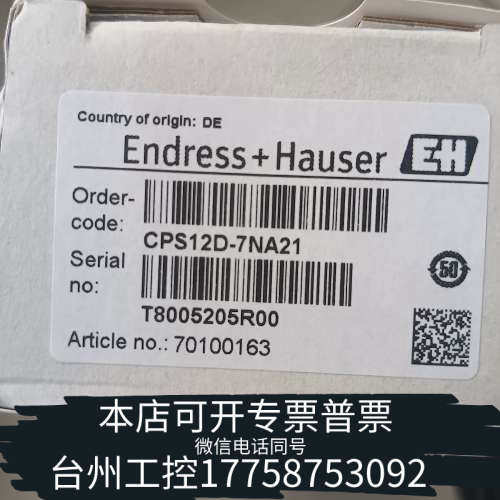 Country of origin: DE
Endress+Hauser EH
Order-
code:
CPS12D-7NA21
Serial
no:
T8005205R00
50
Article no.: 70100163
本店可开专票普票
微信电话同号
台州工控17758753092